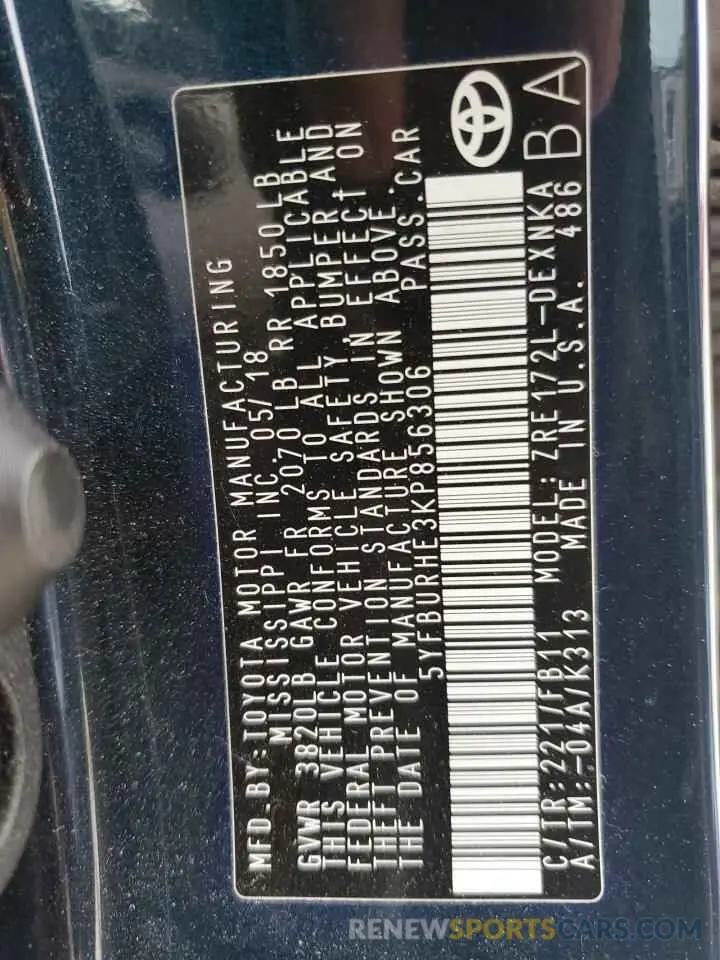 MFD.BY:TOYOTA MOTOR MANUFACTURING
MISSISSIPPI INC. 05/18
GVWR 3820LB GAWR FR 2070 LB RR 1850 LB
THIS VEHICLE CONFORMS TO ALL APPLICABLE
FEDERAL MOTOR VEHICLE SAFETY, BUMPER AND
THEFT PREVENTION STANDARDS IN EFFECT ON
THE DATE OF MANUFACTURE SHOWN ABOVE.
5YFBURHE3KP856306 PASS.CAR
C/TR:221/FB11 MODEL: ZRE172L-DEXNKA
A/TM:-04A/K313 MADE IN U.S.A. 486
BA
RENEWSPORTSCARS.COM